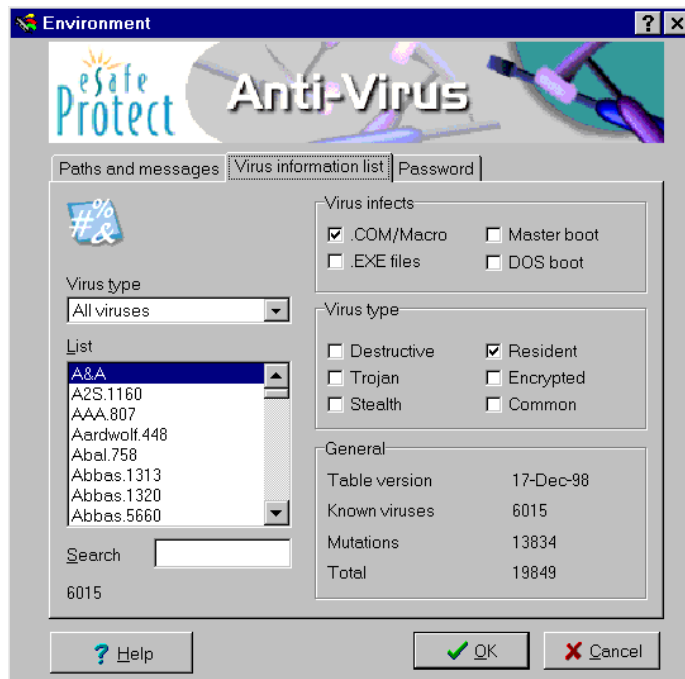 Environment
eSafe
Protect
Anti-Virus
Paths and messages
Virus information list
Password
#%&
Virus type
All viruses
List
A&A
A2S.1160
AAA.807
Aardwolf.448
Abal.758
Abbas.1313
Abbas.1320
Abbas.5660
Search
6015
Virus infects
.COM/Macro
Master boot
.EXE files
DOS boot
Virus type
Destructive
Resident
Trojan
Encrypted
Stealth
Common
General
Table version 17-Dec-98
Known viruses 6015
Mutations 13834
Total 19849
? Help
OK
Cancel